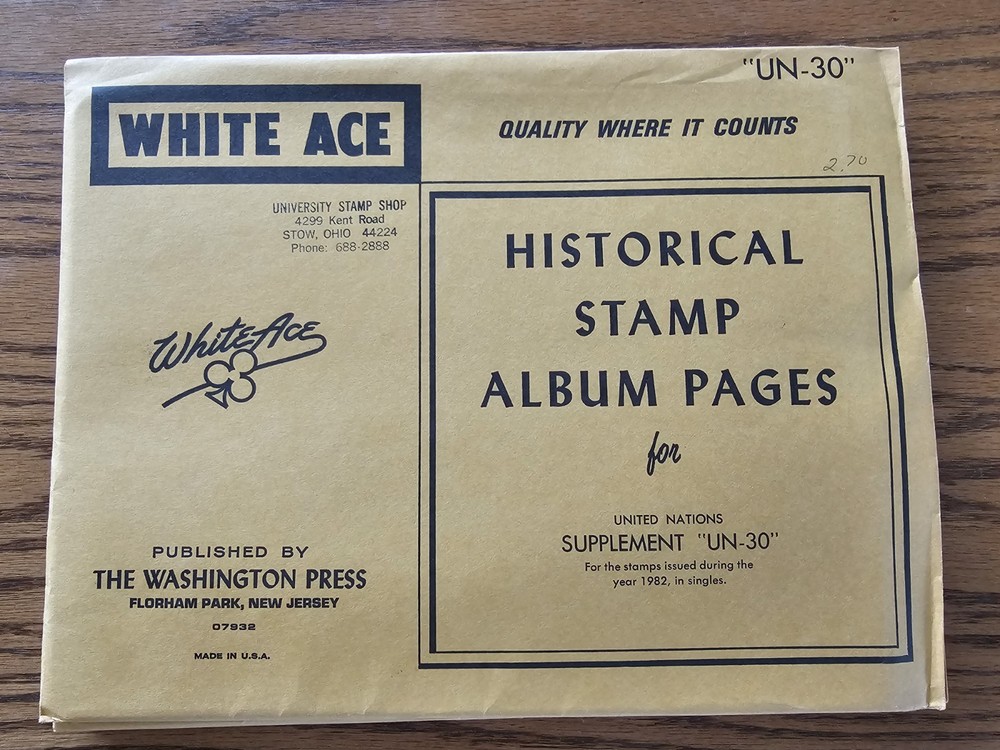 "UN-30"
WHITE ACE
QUALITY WHERE IT COUNTS
2.70
UNIVERSITY STAMP SHOP
4299 Kent Road
STOW, OHIO 44224
Phone: 688-2888
White Ace
HISTORICAL
STAMP
ALBUM PAGES
for
UNITED NATIONS
SUPPLEMENT "UN-30"
For the stamps issued during the
year 1982, in singles.
PUBLISHED BY
THE WASHINGTON PRESS
FLORHAM PARK, NEW JERSEY
07932
MADE IN U.S.A.